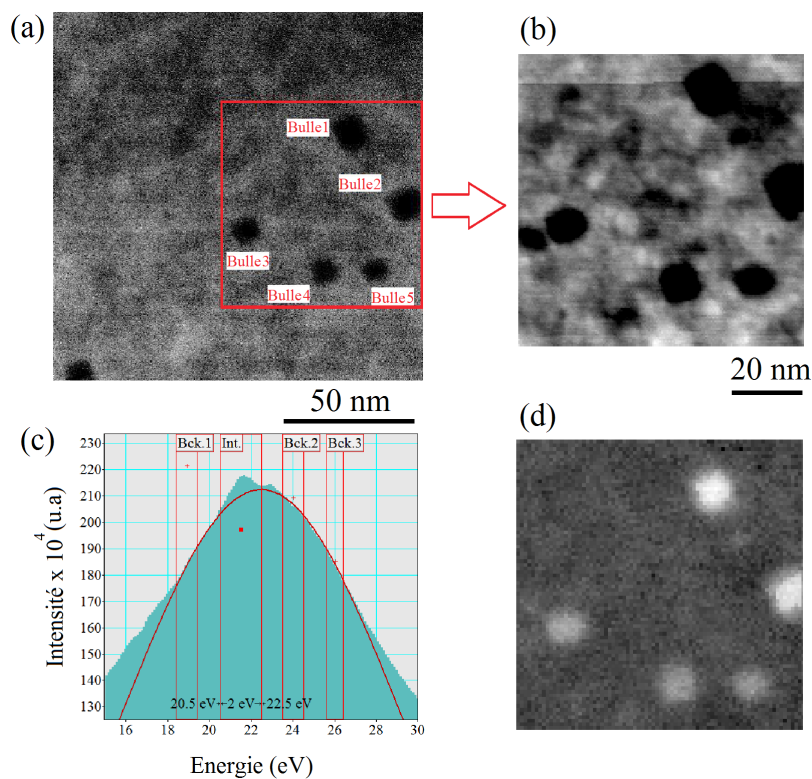 (a)
Bulle1
Bulle2
Bulle3
Bulle4
Bulle5
50 nm
(b)
20 nm
(c)
Bck.1 Int. Bck.2 Bck.3
230
220
210
200
190
180
170
160
150
140
130
Intensité x 10⁴ (u.a)
20.5 eV 2 eV 22.5 eV
16 18 20 22 24 26 28 30
Energie (eV)
(d)